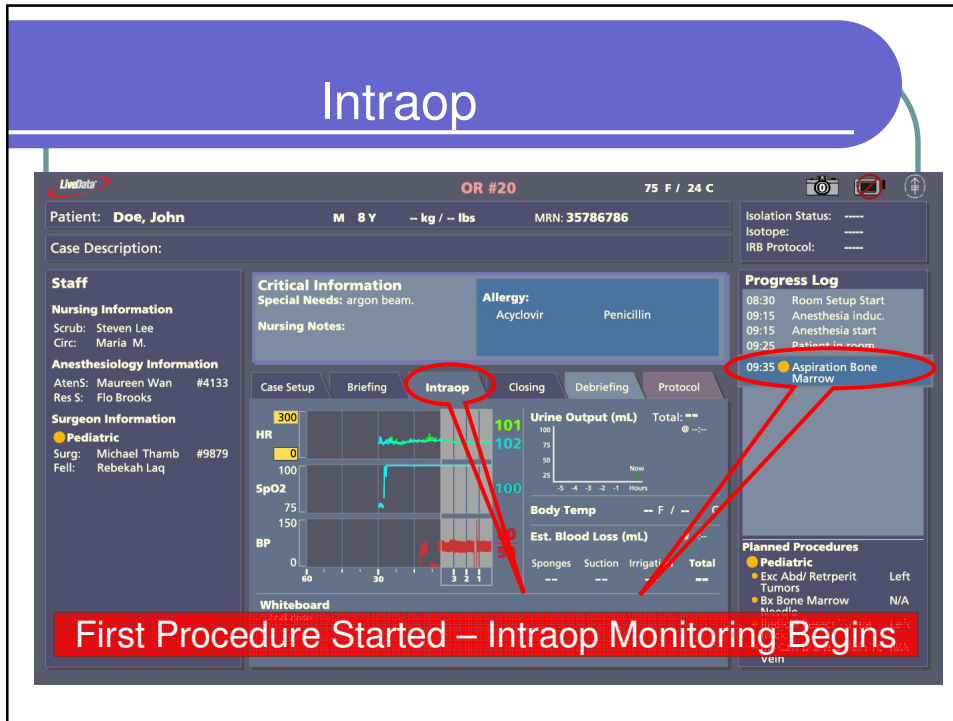 Intraop
LiveData
OR #20
75 F / 24 C
0
Patient: Doe, John M 8 Y -- kg / -- lbs MRN: 35786786
Case Description:
Isolation Status: -----
Isotope: -----
IRB Protocol: -----
Staff
Nursing Information
Scrub: Steven Lee
Circ: Maria M.
Anesthesiology Information
AtenS: Maureen Wan #4133
Res S: Flo Brooks
Surgeon Information
Pediatric
Surg: Michael Thamb #9879
Fell: Rebekah Laq
Critical Information
Special Needs: argon beam.
Nursing Notes:
Allergy:
Acyclovir Penicillin
Case Setup Briefing Intraop Closing Debriefing Protocol
HR
300
0
101
102
SpO2
100
75
100
BP
150
0
60 30 3 2 1
Urine Output (mL) Total: --
@ --:--
100
75
50
25
Now
-5 -4 -3 -2 -1 Hours
Body Temp -- F / -- C
Est. Blood Loss (mL)
Sponges Suction Irrigation Total
-- -- --
Whiteboard
Progress Log
08:30 Room Setup Start
09:15 Anesthesia induc.
09:15 Anesthesia start
09:25 Patient in room
09:35 Aspiration Bone
Marrow
Planned Procedures
Pediatric
Exc Abd/ Retrperit Left
Tumors
Bx Bone Marrow N/A
Needle
Vein
First Procedure Started – Intraop Monitoring Begins